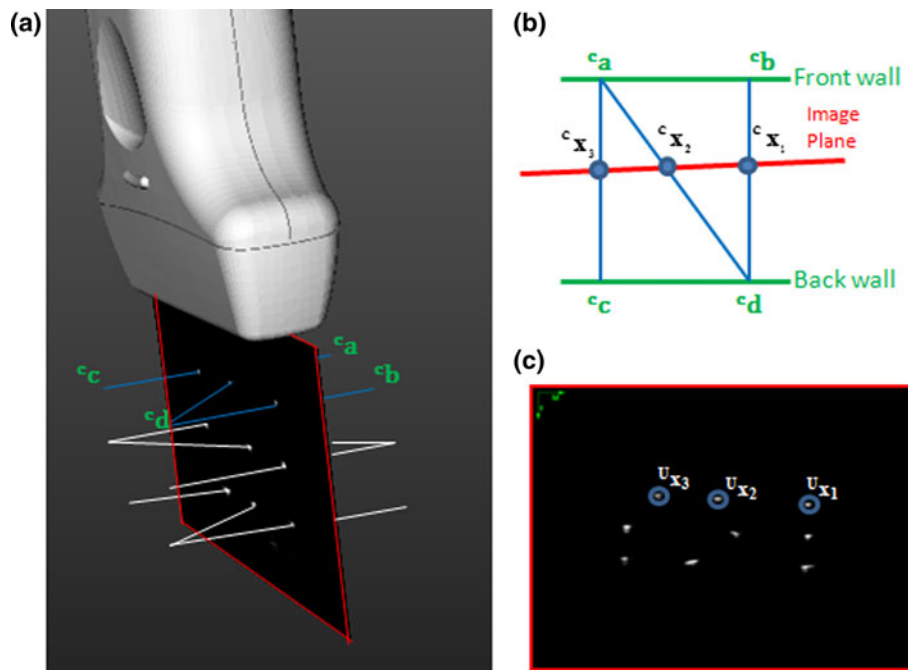 (a)
ᶜa
ᶜc
ᶜb
ᶜd
(b)
ᶜa
ᶜb
Front wall
Image
Plane
ᶜx₃
ᶜx₂
ᶜx₁
Back wall
ᶜc
ᶜd
(c)
ᵁx₃
ᵁx₂
ᵁx₁